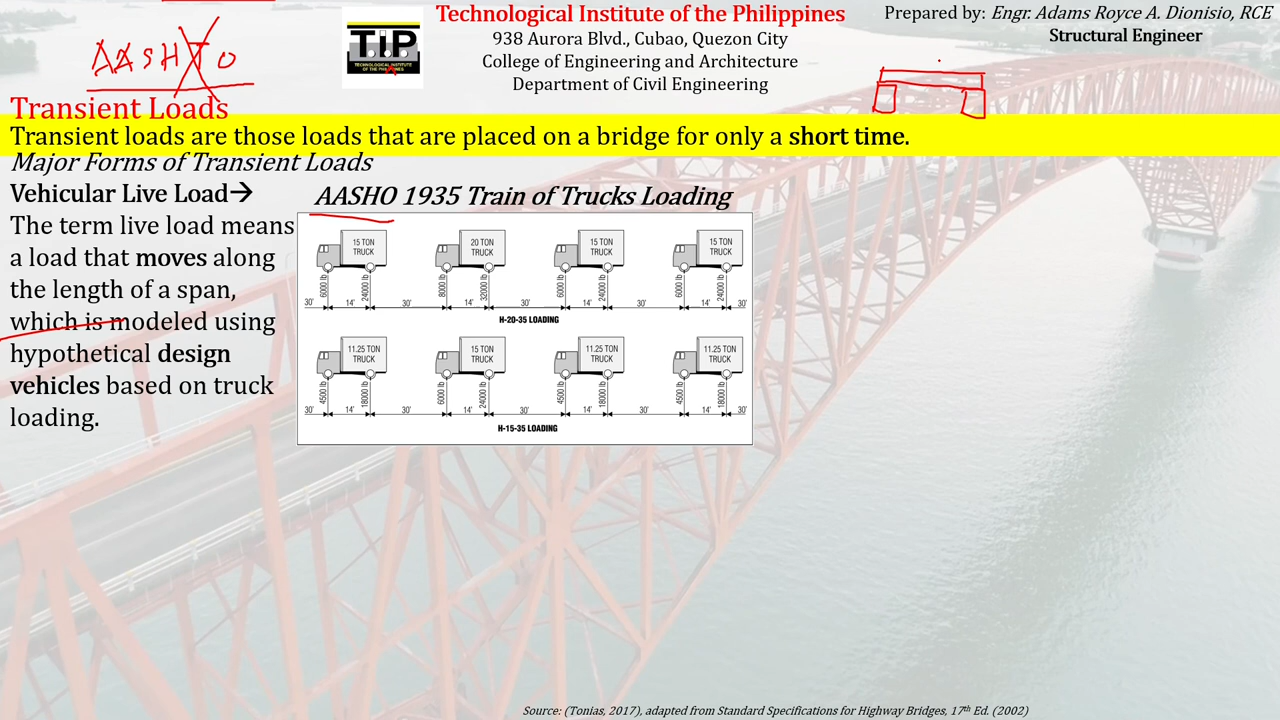 Technological Institute of the Philippines
938 Aurora Blvd., Cubao, Quezon City
College of Engineering and Architecture
Department of Civil Engineering
Prepared by: Engr. Adams Royce A. Dionisio, RCE
Structural Engineer
TiP
TECHNOLOGICAL INSTITUTE
OF THE PHILIPPINES
AASHTO
Transient Loads
Transient loads are those loads that are placed on a bridge for only a short time.
Major Forms of Transient Loads
Vehicular Live Load→
The term live load means
a load that moves along
the length of a span,
which is modeled using
hypothetical design
vehicles based on truck
loading.
AASHO 1935 Train of Trucks Loading
15 TON TRUCK
20 TON TRUCK
15 TON TRUCK
15 TON TRUCK
6000 lb 24000 lb 8000 lb 32000 lb 6000 lb 24000 lb 6000 lb 24000 lb
30' 14' 30' 14' 30' 14' 30' 14' 30'
H-20-35 LOADING
11.25 TON TRUCK
15 TON TRUCK
11.25 TON TRUCK
11.25 TON TRUCK
4500 lb 18000 lb 6000 lb 24000 lb 4500 lb 18000 lb 4500 lb 18000 lb
30' 14' 30' 14' 30' 14' 30' 14' 30'
H-15-35 LOADING
Source: (Tonias, 2017), adapted from Standard Specifications for Highway Bridges, 17th Ed. (2002)